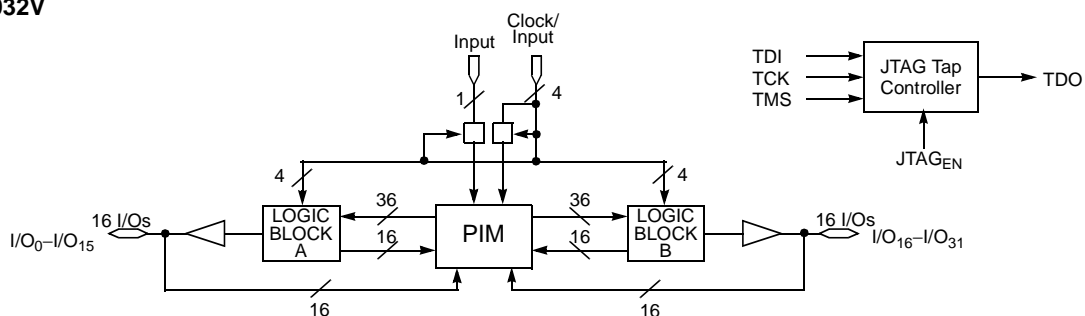 032V
Input
Clock/
Input
1
4
TDI
TCK
TMS
JTAG Tap
Controller
TDO
JTAGEN
4
4
16 I/Os
I/O0–I/O15
LOGIC
BLOCK
A
36
16
PIM
36
16
LOGIC
BLOCK
B
16 I/Os
I/O16–I/O31
16
16